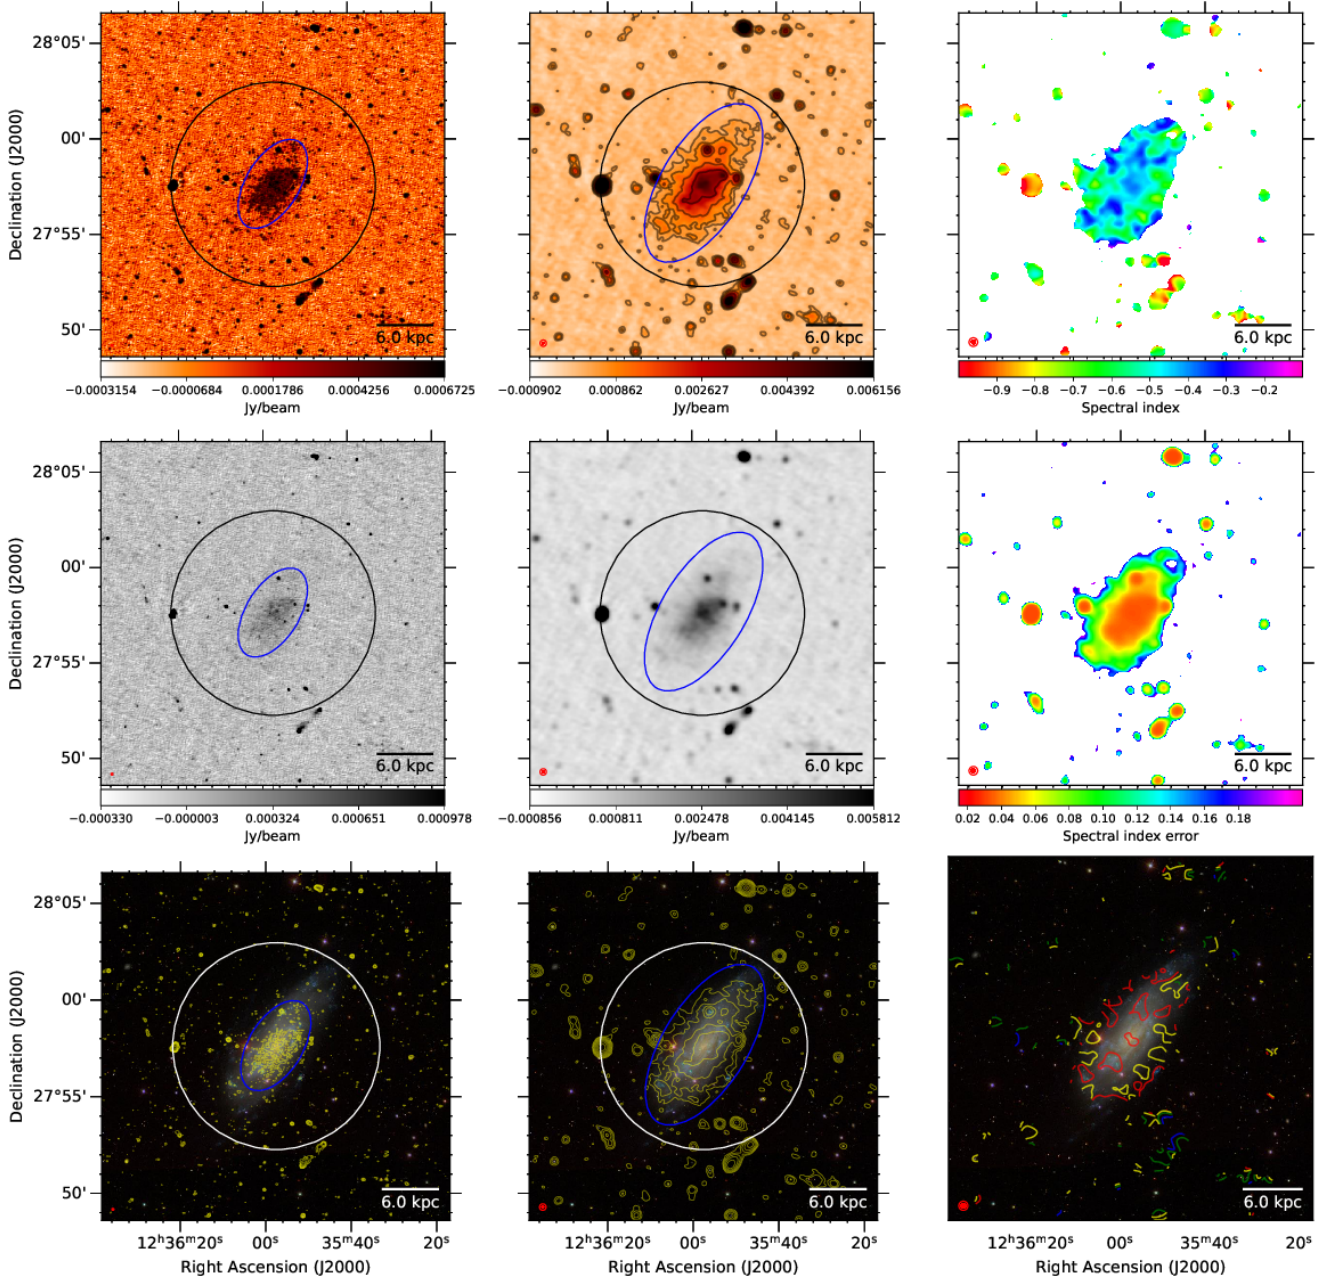 28°05'
00'
27°55'
50'
Declination (J2000)
6.0 kpc
6.0 kpc
6.0 kpc
−0.0003154 −0.0000684 0.0001786 0.0004256 0.0006725
Jy/beam
−0.000902 0.000862 0.002627 0.004392 0.006156
Jy/beam
−0.9 −0.8 −0.7 −0.6 −0.5 −0.4 −0.3 −0.2
Spectral index
28°05'
00'
27°55'
50'
Declination (J2000)
6.0 kpc
6.0 kpc
6.0 kpc
−0.000330 −0.000003 0.000324 0.000651 0.000978
Jy/beam
−0.000856 0.000811 0.002478 0.004145 0.005812
Jy/beam
0.02 0.04 0.06 0.08 0.10 0.12 0.14 0.16 0.18
Spectral index error
28°05'
00'
27°55'
50'
Declination (J2000)
6.0 kpc
6.0 kpc
6.0 kpc
12ʰ36ᵐ20ˢ 00ˢ 35ᵐ40ˢ 20ˢ
Right Ascension (J2000)
12ʰ36ᵐ20ˢ 00ˢ 35ᵐ40ˢ 20ˢ
Right Ascension (J2000)
12ʰ36ᵐ20ˢ 00ˢ 35ᵐ40ˢ 20ˢ
Right Ascension (J2000)